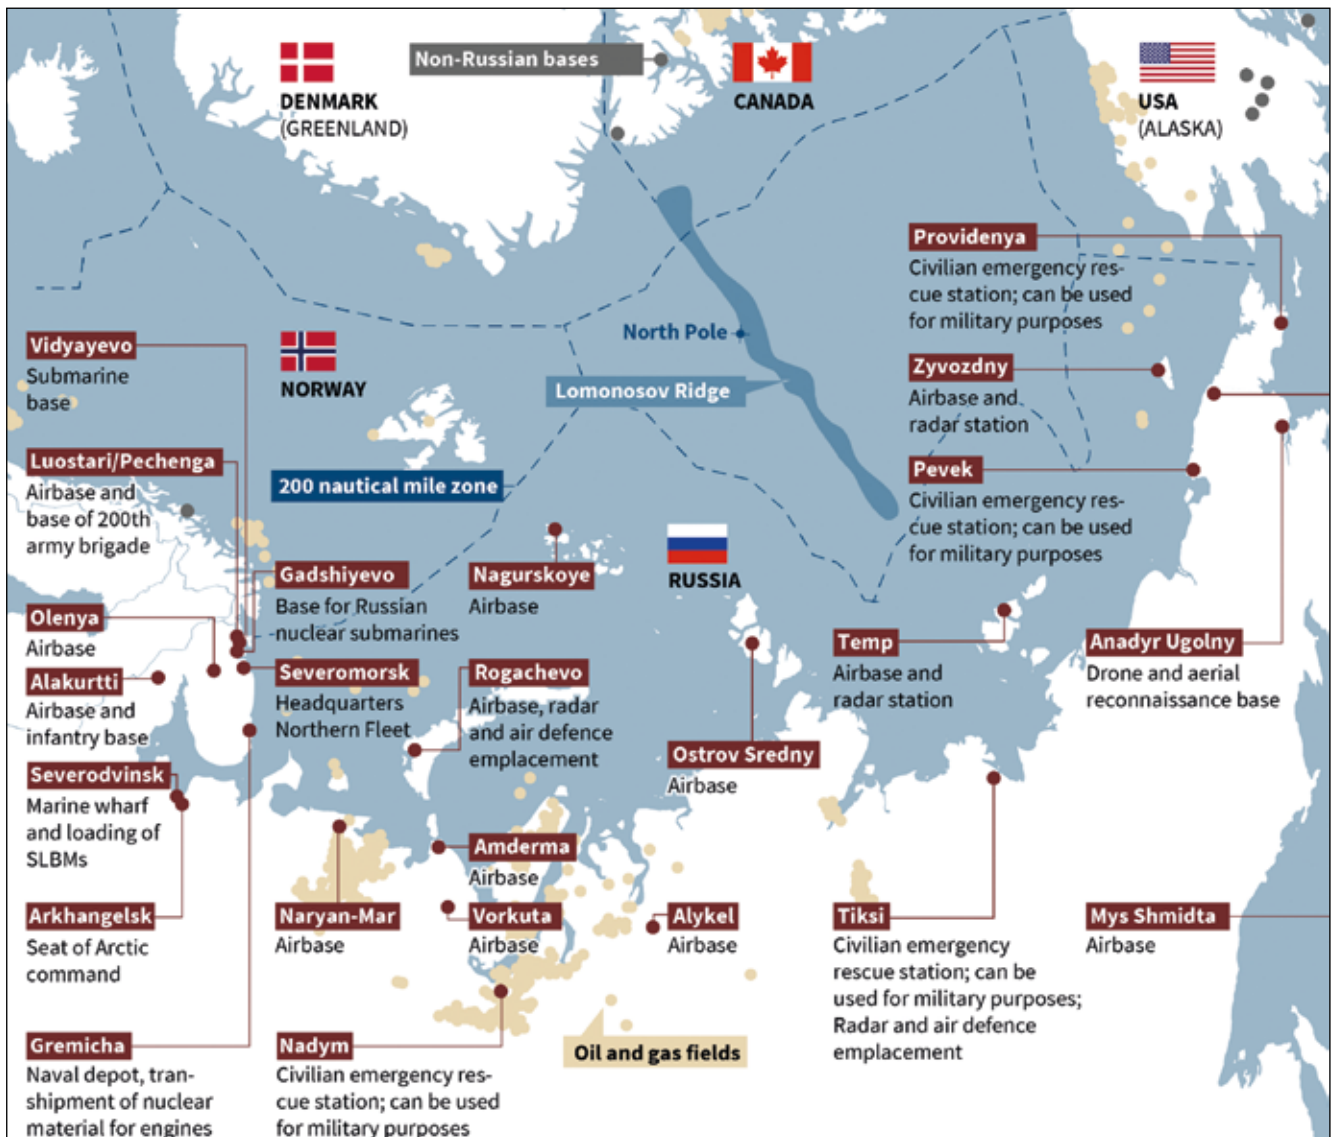 DENMARK
(GREENLAND)
Non-Russian bases
CANADA
USA
(ALASKA)
Providenya
Civilian emergency res-
cue station; can be used
for military purposes
North Pole
Vidyayevo
Submarine
base
NORWAY
Zyvozdny
Airbase and
radar station
Lomonosov Ridge
Luostari/Pechenga
Airbase and
base of 200th
army brigade
200 nautical mile zone
Pevek
Civilian emergency res-
cue station; can be used
for military purposes
RUSSIA
Gadshiyevo
Base for Russian
nuclear submarines
Nagurskoye
Airbase
Olenya
Airbase
Temp
Airbase and
radar station
Anadyr Ugolny
Drone and aerial
reconnaissance base
Alakurtti
Airbase and
infantry base
Severomorsk
Headquarters
Northern Fleet
Rogachevo
Airbase, radar
and air defence
emplacement
Ostrov Sredny
Airbase
Severodvinsk
Marine wharf
and loading of
SLBMs
Amderma
Airbase
Arkhangelsk
Seat of Arctic
command
Naryan-Mar
Airbase
Vorkuta
Airbase
Alykel
Airbase
Tiksi
Civilian emergency
rescue station; can be
used for military purposes;
Radar and air defence
emplacement
Mys Shmidta
Airbase
Gremicha
Naval depot, tran-
shipment of nuclear
material for engines
Nadym
Civilian emergency res-
cue station; can be used
for military purposes
Oil and gas fields